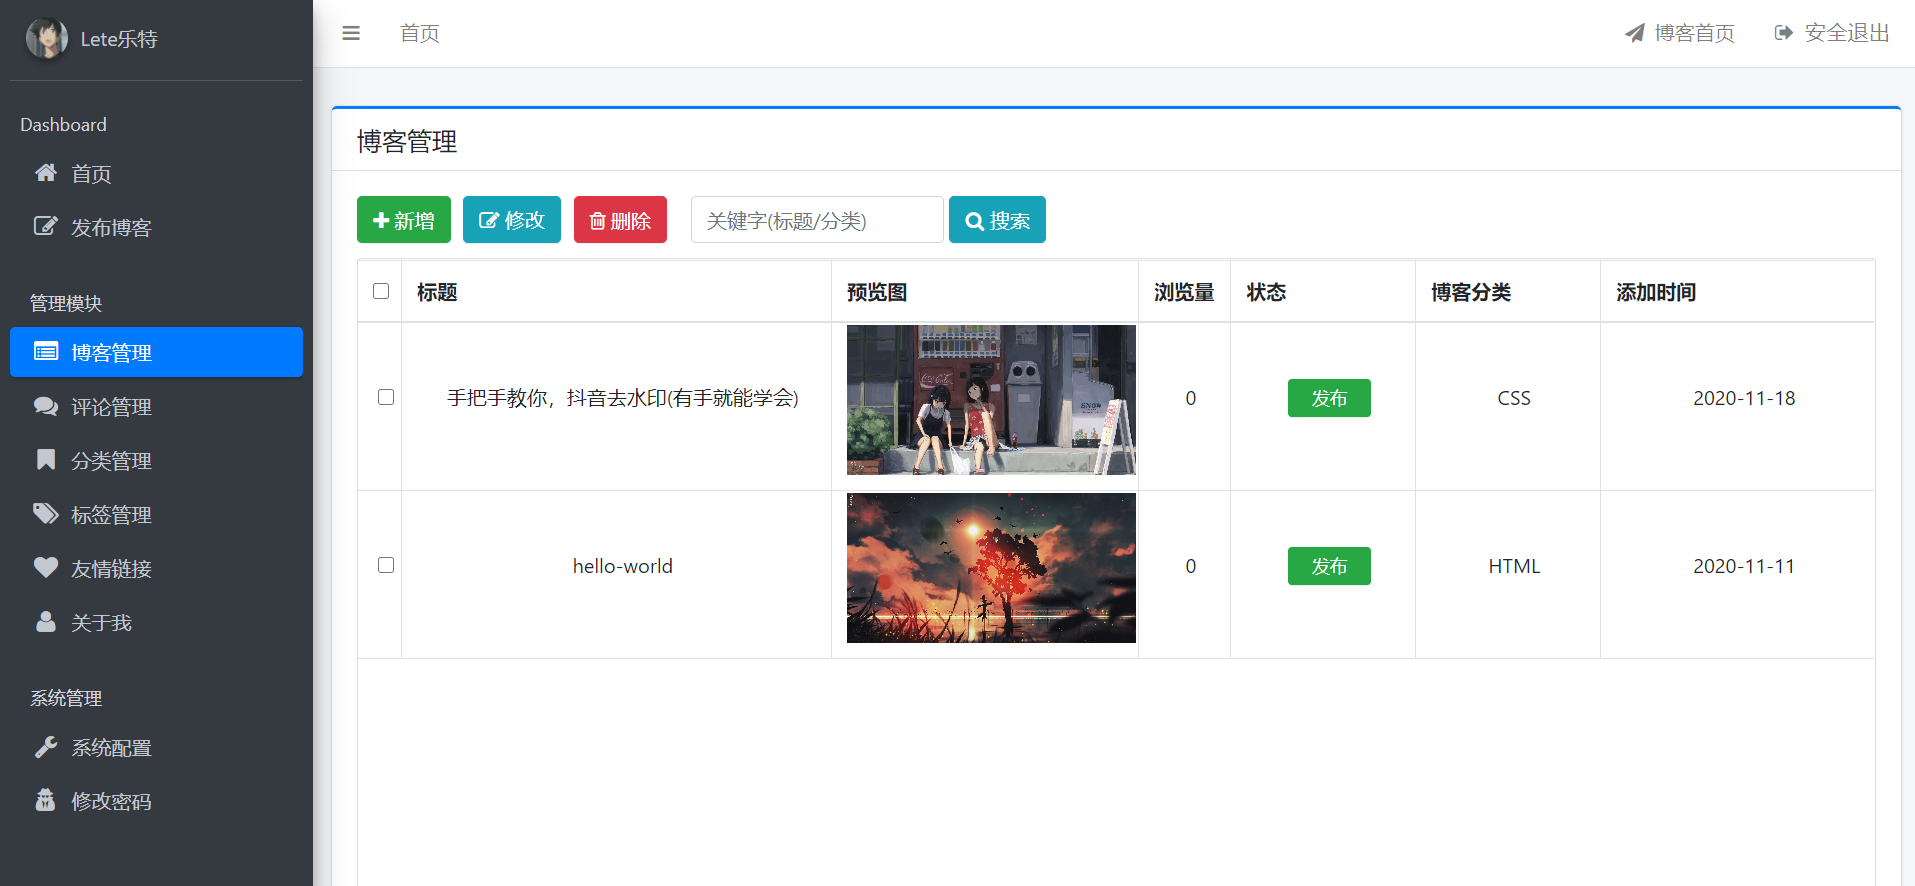 Lete乐特
首页
博客首页
安全退出
Dashboard
首页
发布博客
管理模块
博客管理
评论管理
分类管理
标签管理
友情链接
关于我
系统管理
系统配置
修改密码
博客管理
新增 修改 删除 关键字(标题/分类) 搜索
标题 预览图 浏览量 状态 博客分类 添加时间
手把手教你，抖音去水印(有手就能学会) 0 发布 CSS 2020-11-18
hello-world 0 发布 HTML 2020-11-11